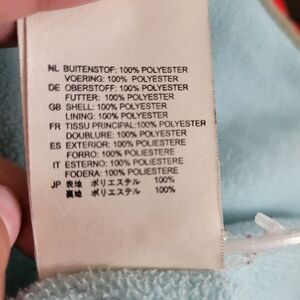 NL BUITENSTOF: 100% POLYESTER
VOERING: 100% POLYESTER
DE OBERSTOFF: 100% POLYESTER
FUTTER: 100% POLYESTER
GB SHELL: 100% POLYESTER
LINING: 100% POLYESTER
FR TISSU PRINCIPAL:100% POLYESTER
DOUBLURE: 100% POLYESTER
ES EXTERIOR: 100% POLIESTERE
FORRO: 100% POLIESTERE
IT ESTERNO: 100% POLIESTERE
FODERA: 100% POLIESTERE
JP 表地 ポリエステル 100%
裏地 ポリエステル 100%